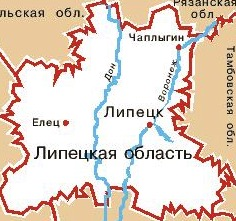 льская обл.
Рязанская
обл.
Чаплыгин
Дон
Воронеж
Тамбовская обл.
Липецк
Елец
Липецкая область